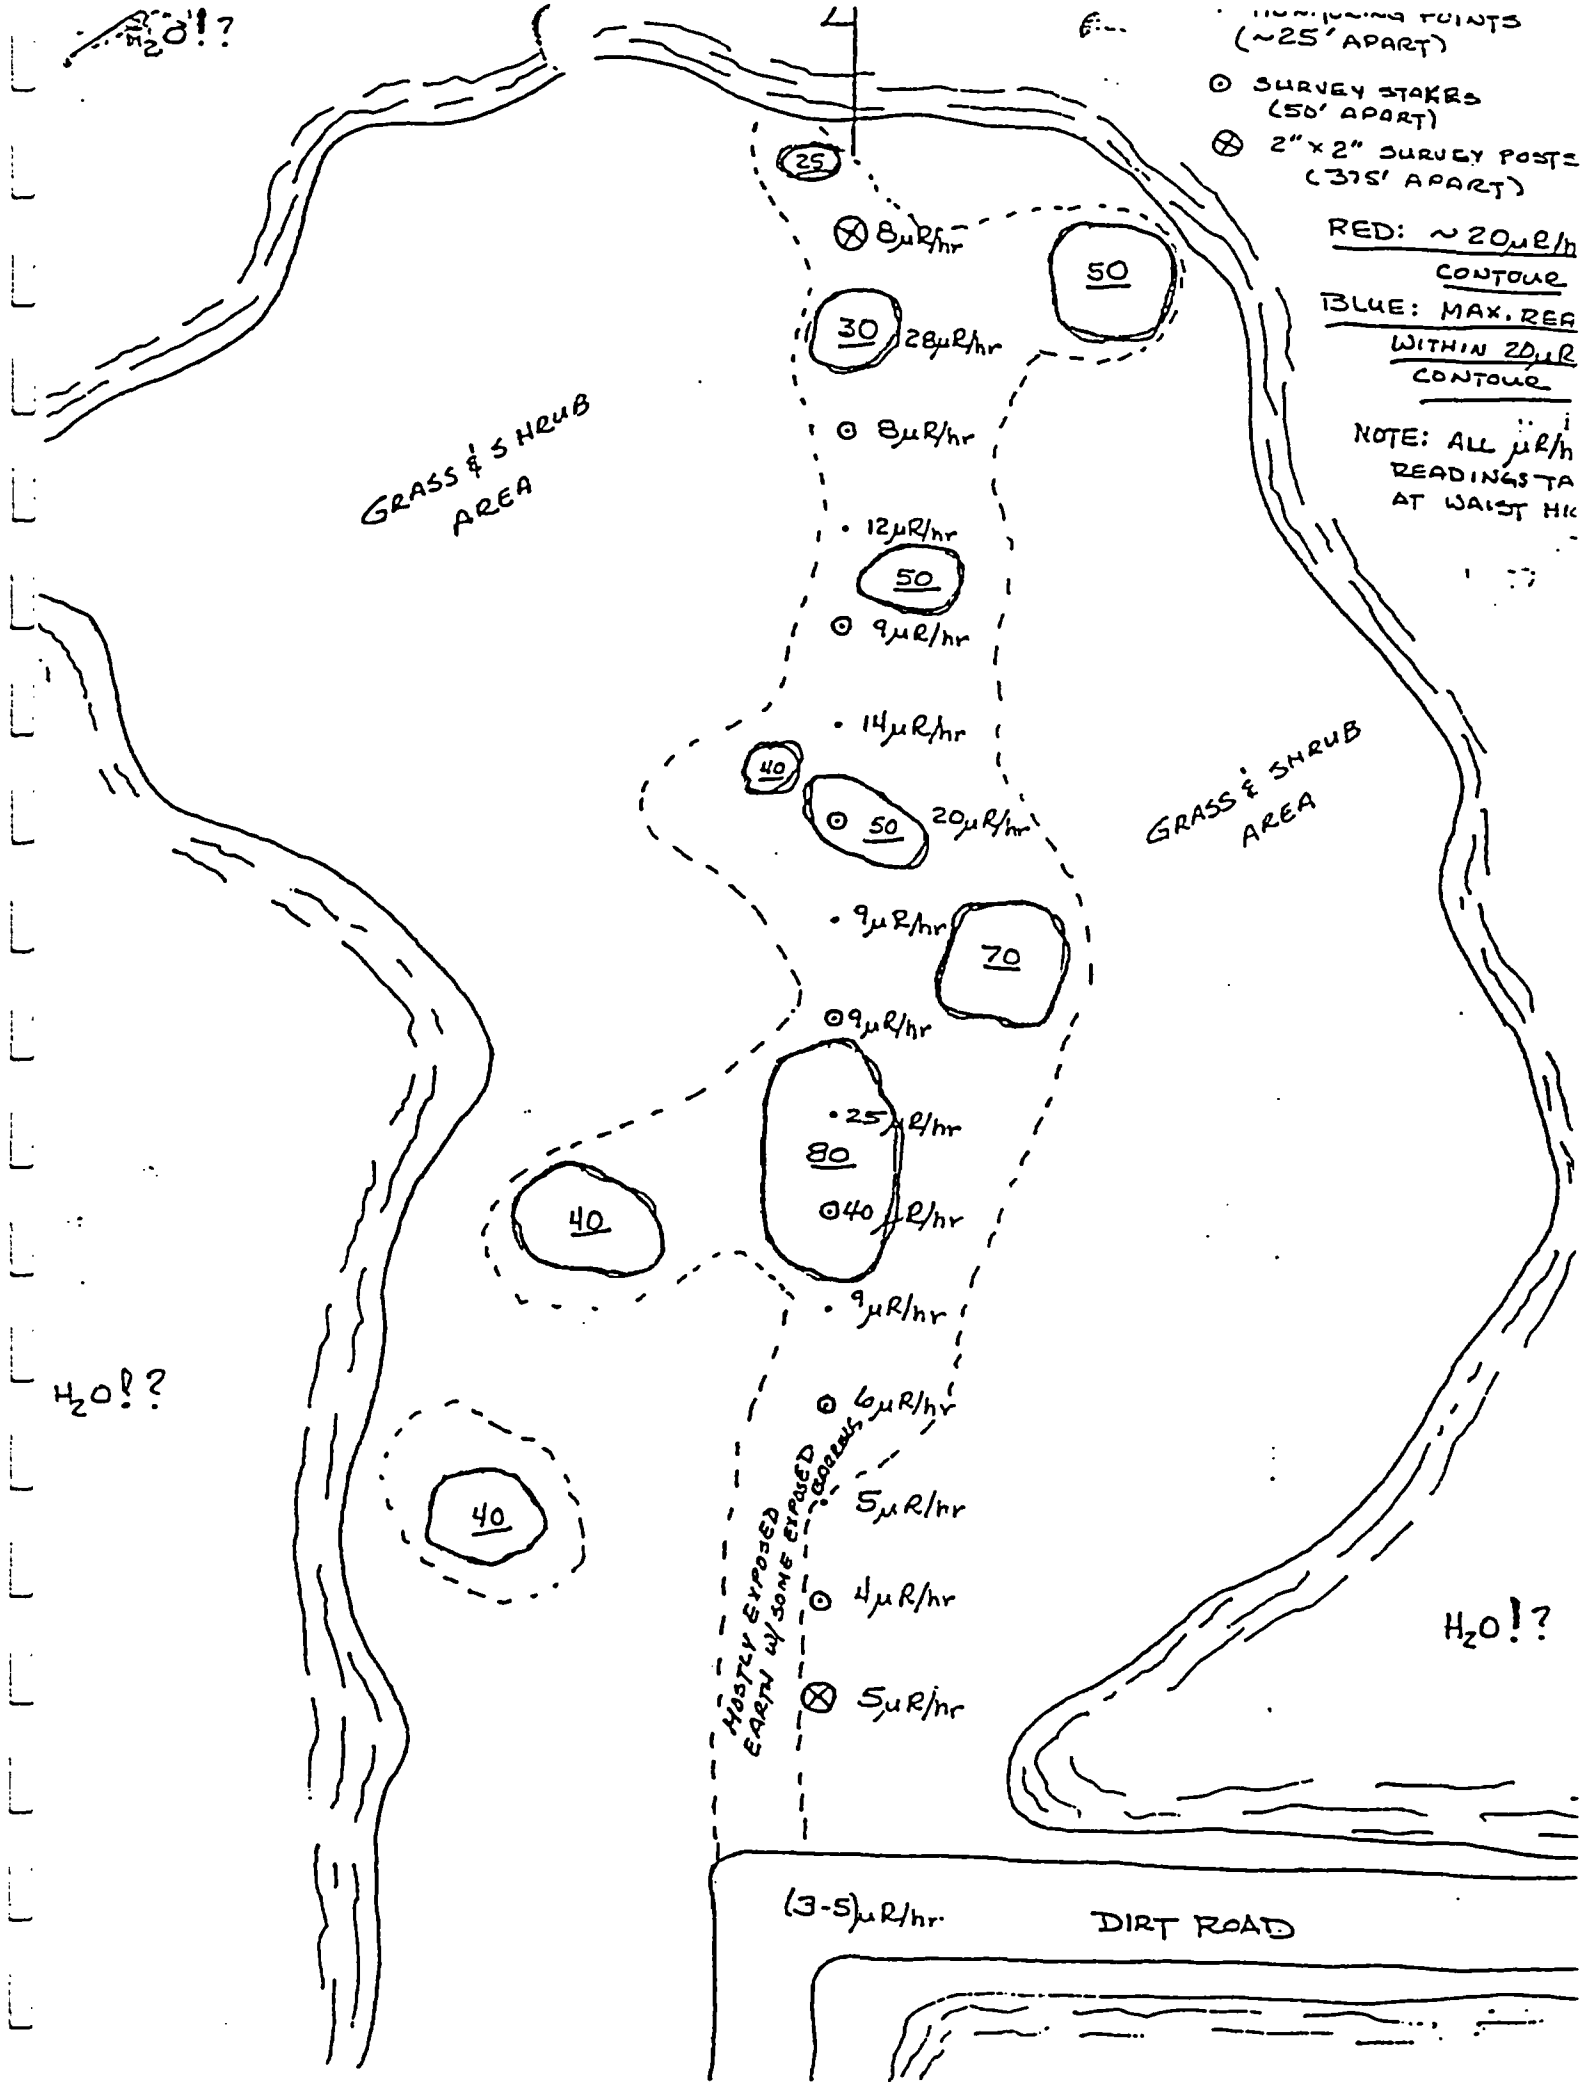 H₂O!?
POINTS
(~25' APART)
⊙ SURVEY STAKES
(50' APART)
⊗ 2" x 2" SURVEY POSTS
(375' APART)
RED: ~20µR/h
CONTOUR
BLUE: MAX. REA
WITHIN 20µR
CONTOUR
NOTE: ALL µR/h
READINGS TA
AT WAIST HIG
25
8µR/hr
50
30
28µR/hr
8µR/hr
GRASS & SHRUB
AREA
12µR/hr
50
9µR/hr
14µR/hr
40
50
20µR/hr
GRASS & SHRUB
AREA
9µR/hr
70
9µR/hr
25µR/hr
80
40µR/hr
40
9µR/hr
H₂O!?
6µR/hr
40
5µR/hr
MOSTLY EXPOSED
EARTH W/ SOME EXPOSED
4µR/hr
H₂O!?
5µR/hr
(3-5)µR/hr.
DIRT ROAD